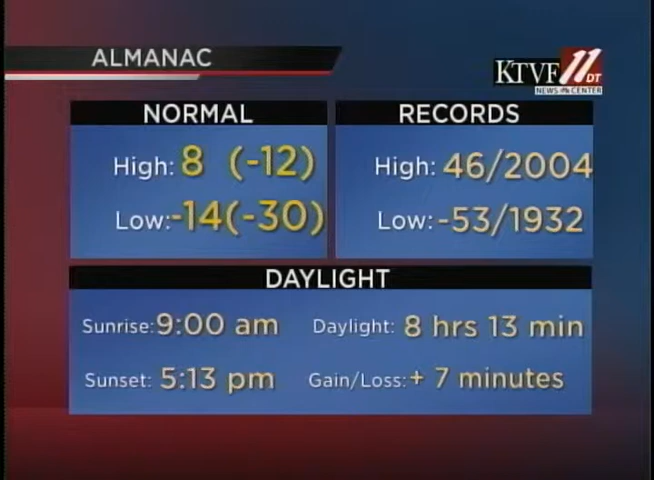 ALMANAC
KTVF 11 DT
NEWS CENTER
NORMAL
High: 8 (-12)
Low: -14(-30)
RECORDS
High: 46/2004
Low: -53/1932
DAYLIGHT
Sunrise: 9:00 am
Daylight: 8 hrs 13 min
Sunset: 5:13 pm
Gain/Loss: + 7 minutes